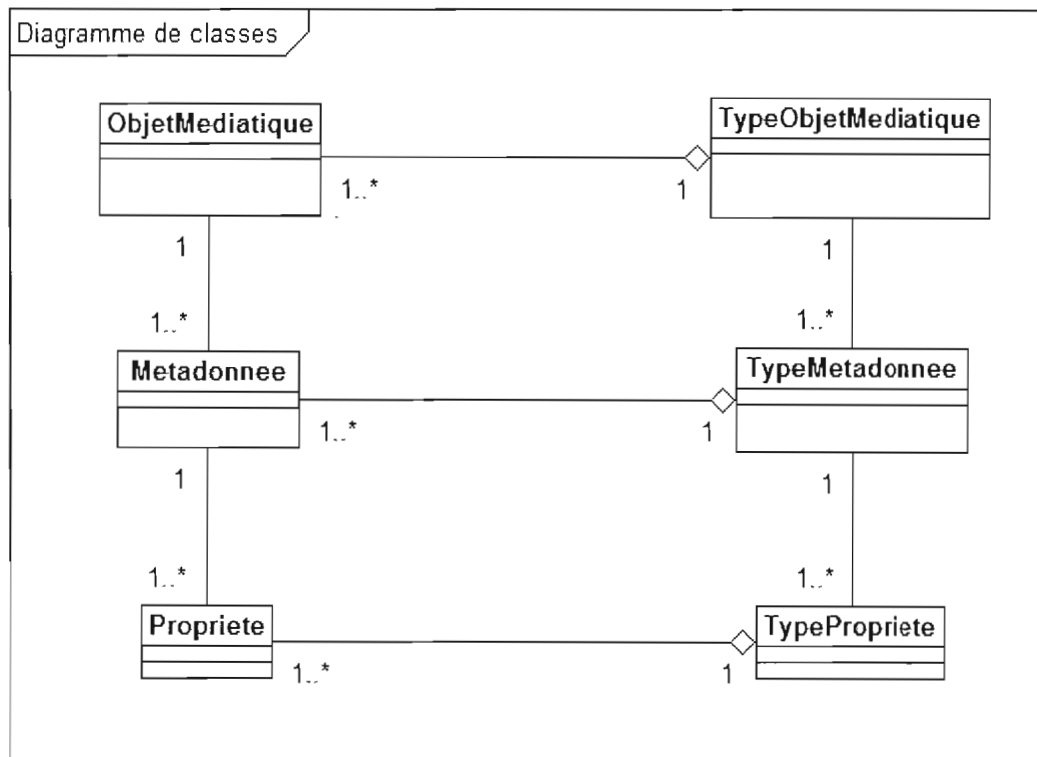 Diagramme de classes
ObjetMediatique
TypeObjetMediatique
1..*
1
1
1
1..*
1..*
Metadonnee
TypeMetadonnee
1..*
1
1
1
1..*
1..*
Propriete
TypePropriete
1..*
1